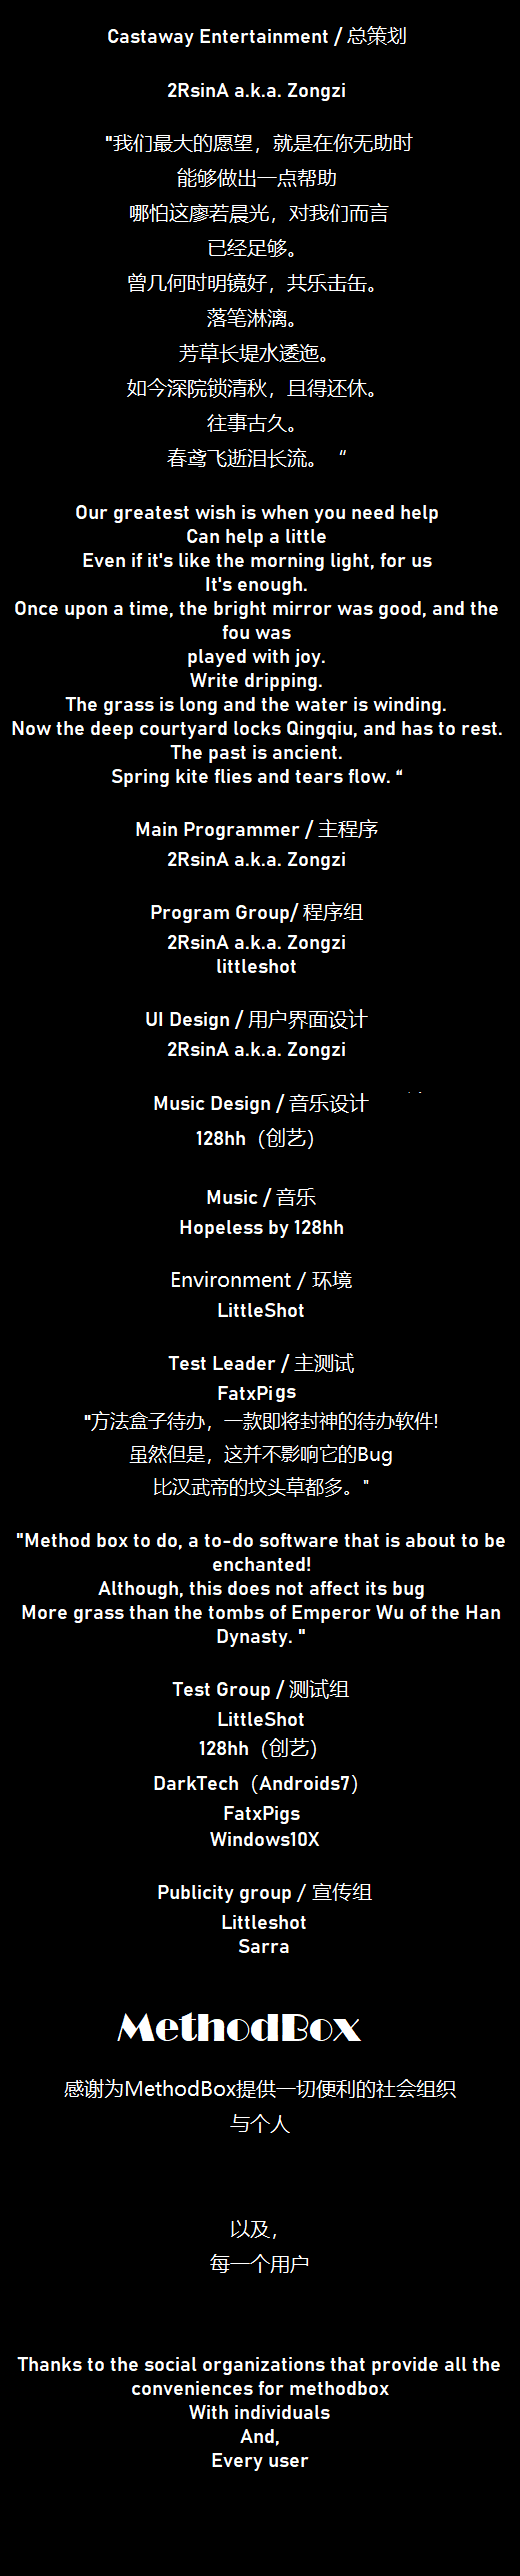 Castaway Entertainment / 总策划
2RsinA a.k.a. Zongzi
"我们最大的愿望，就是在你无助时
能够做出一点帮助
哪怕这廖若晨光，对我们而言
已经足够。
曾几何时明镜好，共乐击缶。
落笔淋漓。
芳草长堤水逶迤。
如今深院锁清秋，且得还休。
往事古久。
春鸢飞逝泪长流。“
Our greatest wish is when you need help
Can help a little
Even if it's like the morning light, for us
It's enough.
Once upon a time, the bright mirror was good, and the
fou was
played with joy.
Write dripping.
The grass is long and the water is winding.
Now the deep courtyard locks Qingqiu, and has to rest.
The past is ancient.
Spring kite flies and tears flow. “
Main Programmer / 主程序
2RsinA a.k.a. Zongzi
Program Group/ 程序组
2RsinA a.k.a. Zongzi
littleshot
UI Design / 用户界面设计
2RsinA a.k.a. Zongzi
Music Design / 音乐设计
128hh（创艺）
Music / 音乐
Hopeless by 128hh
Environment / 环境
LittleShot
Test Leader / 主测试
FatxPigs
"方法盒子待办，一款即将封神的待办软件!
虽然但是，这并不影响它的Bug
比汉武帝的坟头草都多。"
"Method box to do, a to-do software that is about to be
enchanted!
Although, this does not affect its bug
More grass than the tombs of Emperor Wu of the Han
Dynasty. "
Test Group / 测试组
LittleShot
128hh（创艺）
DarkTech（Androids7）
FatxPigs
Windows10X
Publicity group / 宣传组
Littleshot
Sarra
MethodBox
感谢为MethodBox提供一切便利的社会组织
与个人
以及，
每一个用户
Thanks to the social organizations that provide all the
conveniences for methodbox
With individuals
And,
Every user